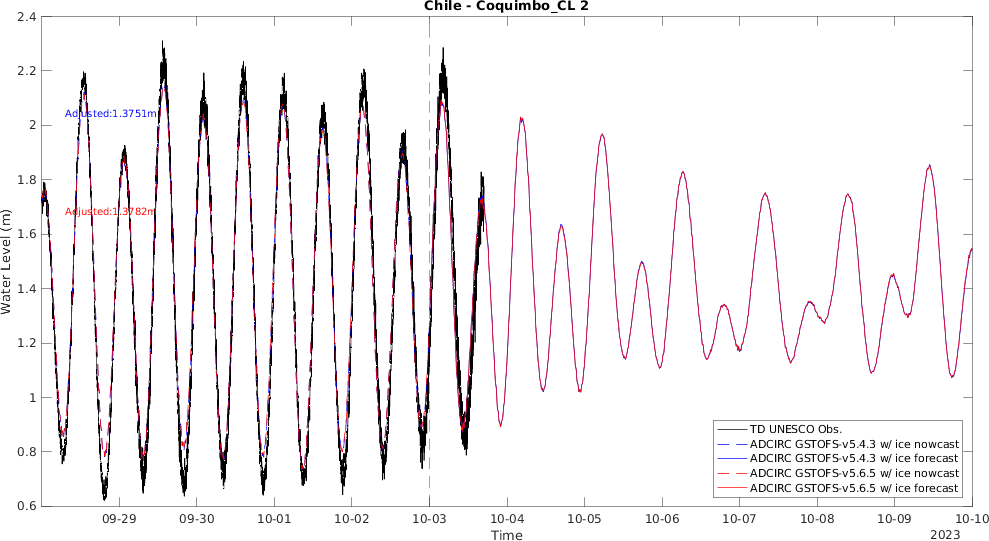 Chile - Coquimbo_CL 2
2.4
2.2
2
1.8
1.6
1.4
1.2
1
0.8
0.6
Water Level (m)
Adjusted:1.3751m
Adjusted:1.3782m
TD UNESCO Obs.
ADCIRC GSTOFS-v5.4.3 w/ ice nowcast
ADCIRC GSTOFS-v5.4.3 w/ ice forecast
ADCIRC GSTOFS-v5.6.5 w/ ice nowcast
ADCIRC GSTOFS-v5.6.5 w/ ice forecast
09-29 09-30 10-01 10-02 10-03 10-04 10-05 10-06 10-07 10-08 10-09 10-10
Time
2023